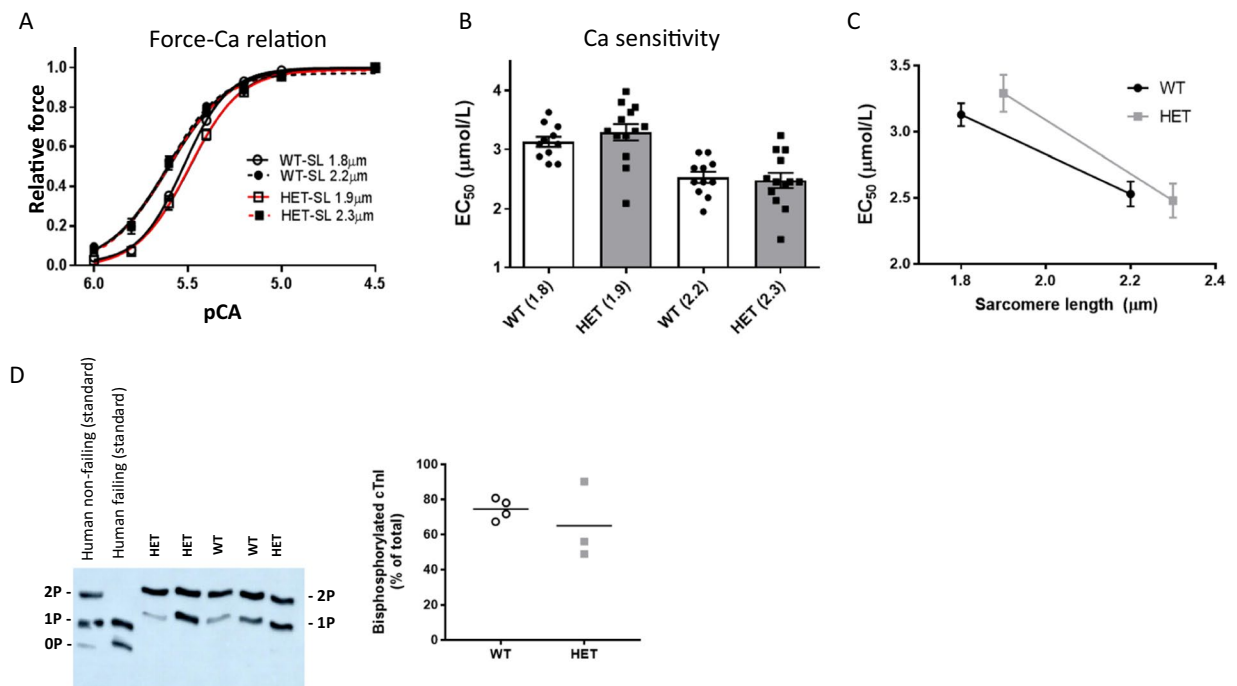 A
Force-Ca relation
Relative force
1.0
0.8
0.6
0.4
0.2
0.0
6.0
5.5
5.0
4.5
pCA
WT-SL 1.8µm
WT-SL 2.2µm
HET-SL 1.9µm
HET-SL 2.3µm
B
Ca sensitivity
EC50 (µmol/L)
4
3
2
1
WT (1.8)
HET (1.9)
WT (2.2)
HET (2.3)
C
EC50 (µmol/L)
3.5
3.0
2.5
2.0
1.8
2.0
2.2
2.4
Sarcomere length (µm)
WT
HET
D
Human non-failing (standard)
Human failing (standard)
HET
HET
WT
WT
HET
2P -
1P -
0P -
- 2P
- 1P
Bisphosphorylated cTnI
(% of total)
100
80
60
40
20
0
WT
HET